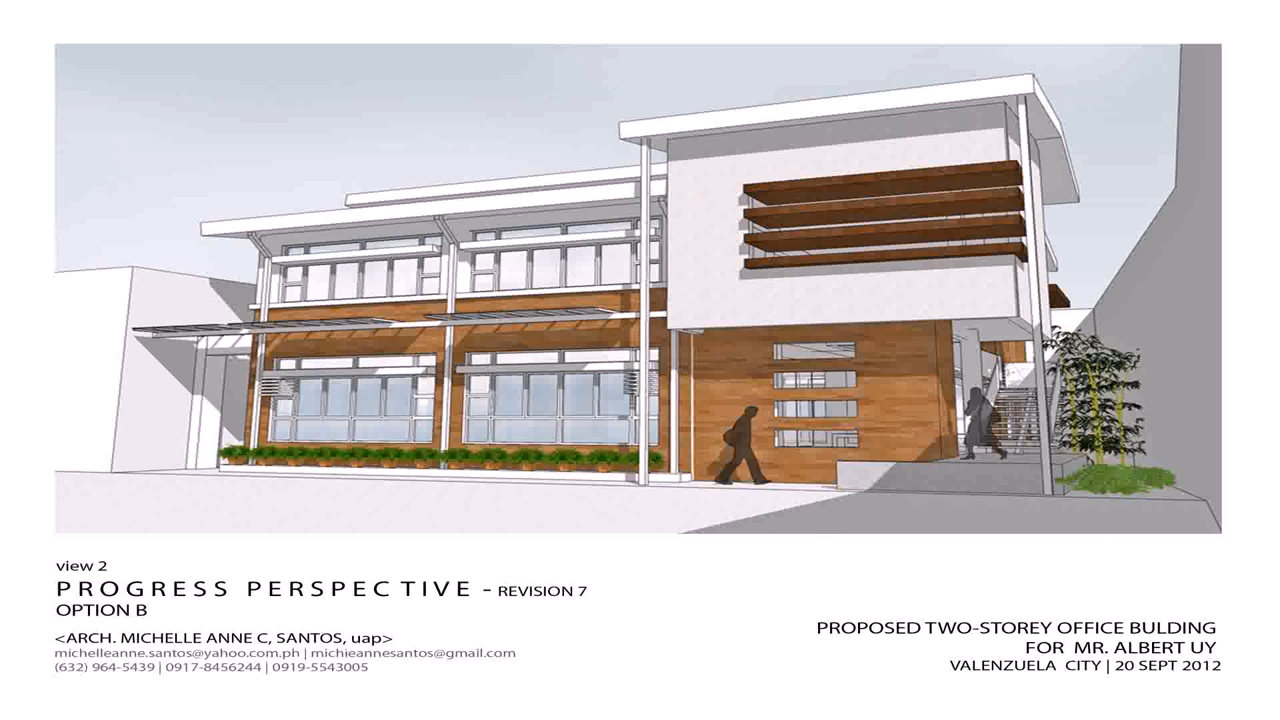 view 2
PROGRESS PERSPECTIVE - REVISION 7
OPTION B
<ARCH. MICHELLE ANNE C, SANTOS, uap>
michelleanne.santos@yahoo.com.ph | michieannesantos@gmail.com
(632) 964-5439 | 0917-8456244 | 0919-5543005
PROPOSED TWO-STOREY OFFICE BULDING
FOR MR. ALBERT UY
VALENZUELA CITY | 20 SEPT 2012